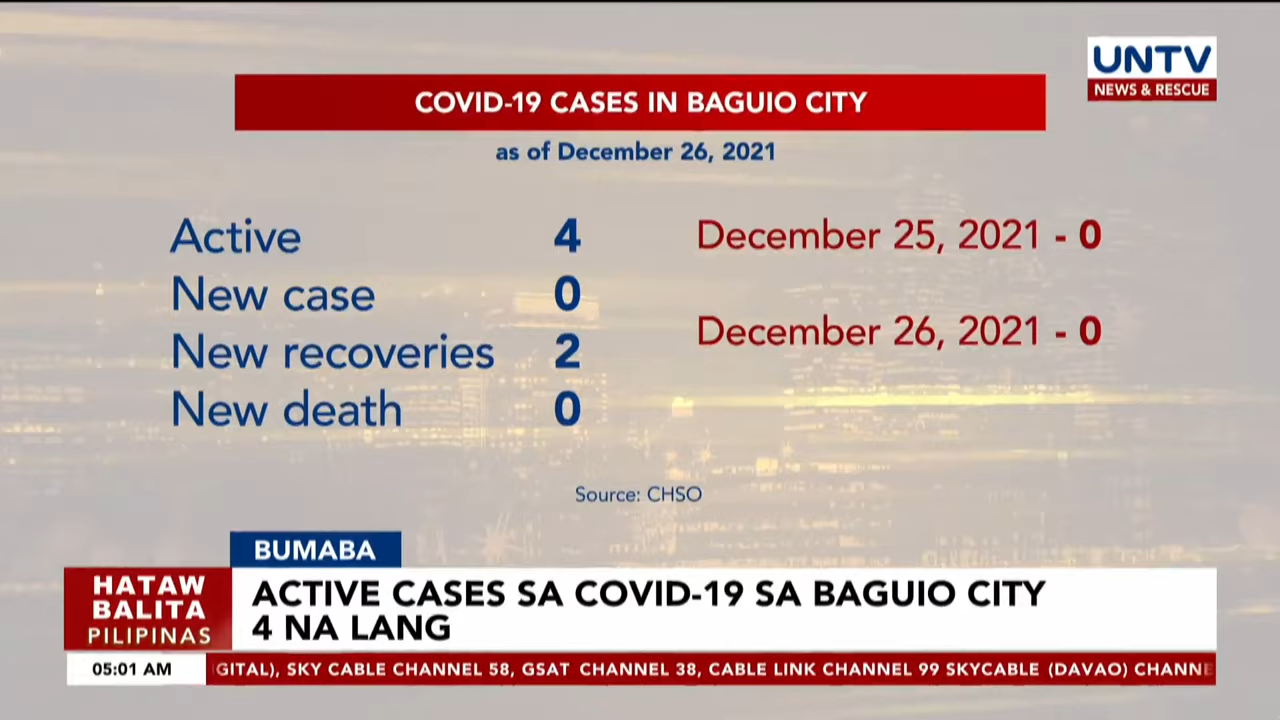 UNTV
NEWS & RESCUE
COVID-19 CASES IN BAGUIO CITY
as of December 26, 2021
Active 4
New case 0
New recoveries 2
New death 0
December 25, 2021 - 0
December 26, 2021 - 0
Source: CHSO
BUMABA
HATAW
BALITA
PILIPINAS
ACTIVE CASES SA COVID-19 SA BAGUIO CITY
4 NA LANG
05:01 AM
GITAL), SKY CABLE CHANNEL 58, GSAT CHANNEL 38, CABLE LINK CHANNEL 99 SKYCABLE (DAVAO) CHANN